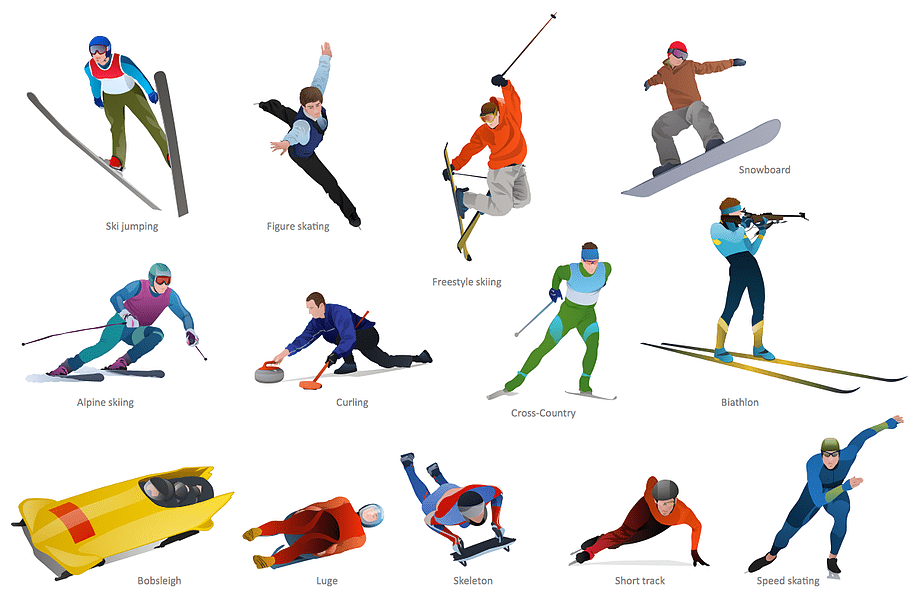 Ski jumping
Figure skating
Freestyle skiing
Snowboard
Alpine skiing
Curling
Cross-Country
Biathlon
Bobsleigh
Luge
Skeleton
Short track
Speed skating